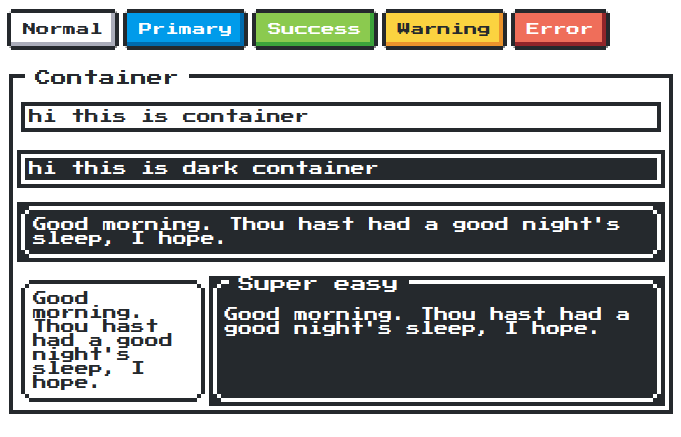 Normal Primary Success Warning Error
Container
hi this is container
hi this is dark container
Good morning. Thou hast had a good night's
sleep, I hope.
Good
morning.
Thou hast
had a good
night's
sleep, I
hope.
Super easy
Good morning. Thou hast had a
good night's sleep, I hope.